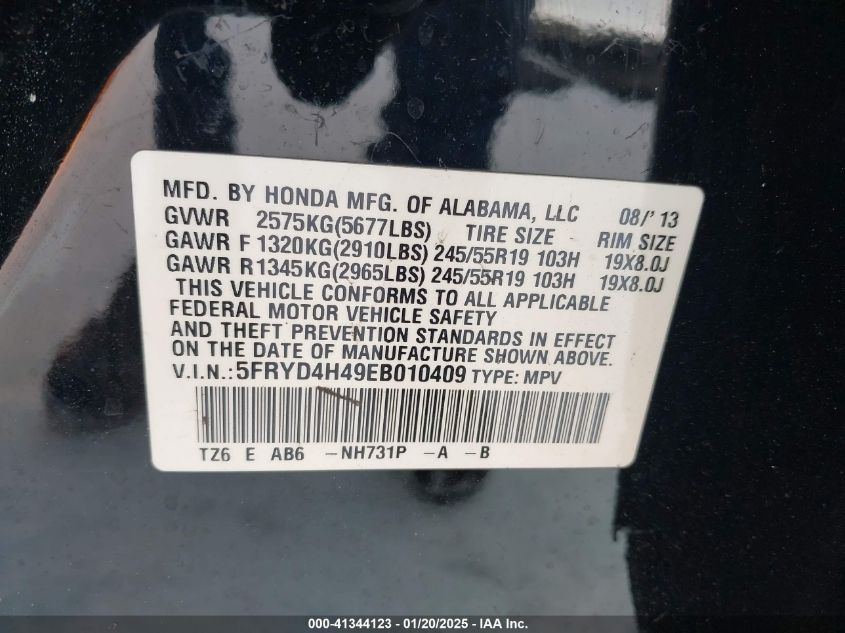 MFD. BY HONDA MFG. OF ALABAMA, LLC 08/'13
GVWR 2575KG(5677LBS) TIRE SIZE RIM SIZE
GAWR F 1320KG(2910LBS) 245/55R19 103H 19X8.0J
GAWR R 1345KG(2965LBS) 245/55R19 103H 19X8.0J
THIS VEHICLE CONFORMS TO ALL APPLICABLE
FEDERAL MOTOR VEHICLE SAFETY
AND THEFT PREVENTION STANDARDS IN EFFECT
ON THE DATE OF MANUFACTURE SHOWN ABOVE.
V.I.N.: 5FRYD4H49EB010409 TYPE: MPV
TZ6 E AB6 -NH731P -A -B
000-41344123 - 01/20/2025 - IAA Inc.